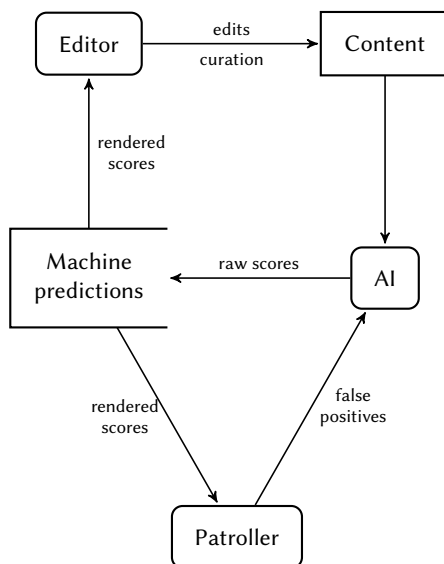 Editor
edits
curation
Content
rendered
scores
Machine
predictions
raw scores
AI
rendered
scores
false
positives
Patroller